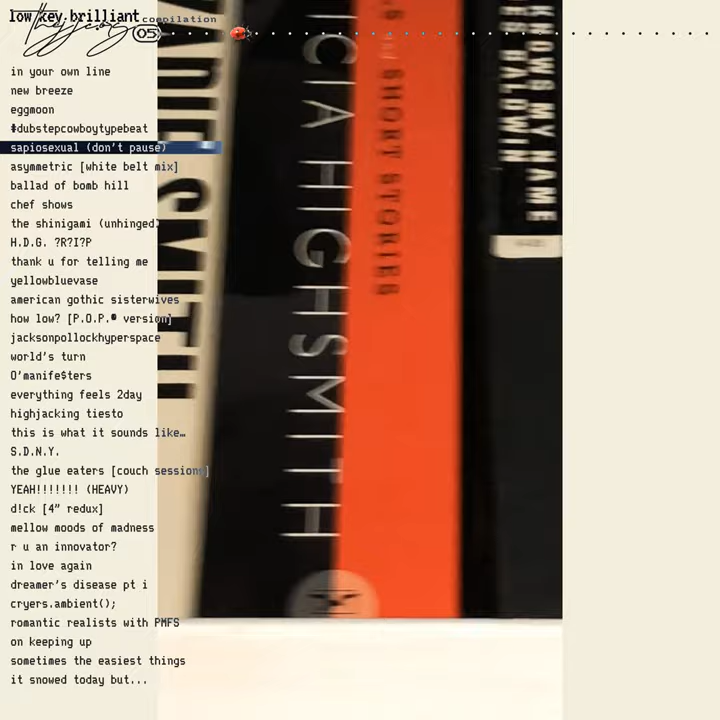 low key brilliant compilation
05
in your own line
new breeze
eggmoon
#dubstepcowboytypebeat
sapiosexual (don't pause)
asymmetric [white belt mix]
ballad of bomb hill
chef shows
the shinigami (unhinged)
H.D.G. ?R?I?P
thank u for telling me
yellowbluevase
american gothic sisterwives
how low? [P.O.P.® version]
jacksonpollockhyperspace
world's turn
O'manife$ters
everything feels 2day
highjacking tiesto
this is what it sounds like…
S.D.N.Y.
the glue eaters [couch sessions]
YEAH!!!!!!! (HEAVY)
d!ck [4" redux]
mellow moods of madness
r u an innovator?
in love again
dreamer's disease pt i
cryers.ambient();
romantic realists with PMFS
on keeping up
sometimes the easiest things
it snowed today but...
ADIE SMITH
CIA HIGHSMITH
SHORT STORIES
KNOWS MY NAME
BALDWIN